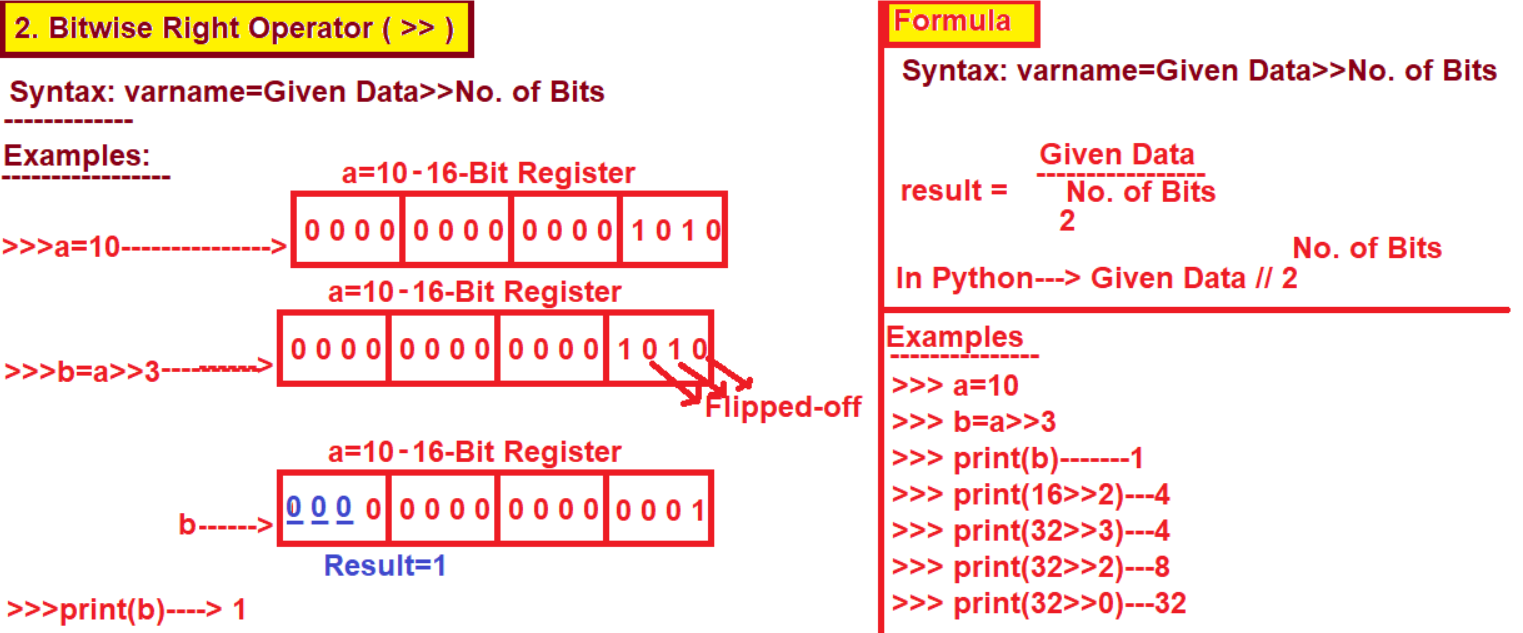 2. Bitwise Right Operator ( >> )
Syntax: varname=Given Data>>No. of Bits
-------------
Examples:
-----------------
a=10-16-Bit Register
>>>a=10--------------->
0 0 0 0 0 0 0 0 0 0 0 0 1 0 1 0
a=10-16-Bit Register
>>>b=a>>3---------->
0 0 0 0 0 0 0 0 0 0 0 0 1 0 1 0
Flipped-off
a=10-16-Bit Register
b------>
0 0 0 0 0 0 0 0 0 0 0 0 0 0 0 1
Result=1
>>>print(b)----> 1
Formula
Syntax: varname=Given Data>>No. of Bits
Given Data
-----------------
result =
No. of Bits
2
No. of Bits
In Python---> Given Data // 2
Examples
---------------
>>> a=10
>>> b=a>>3
>>> print(b)-------1
>>> print(16>>2)---4
>>> print(32>>3)---4
>>> print(32>>2)---8
>>> print(32>>0)---32